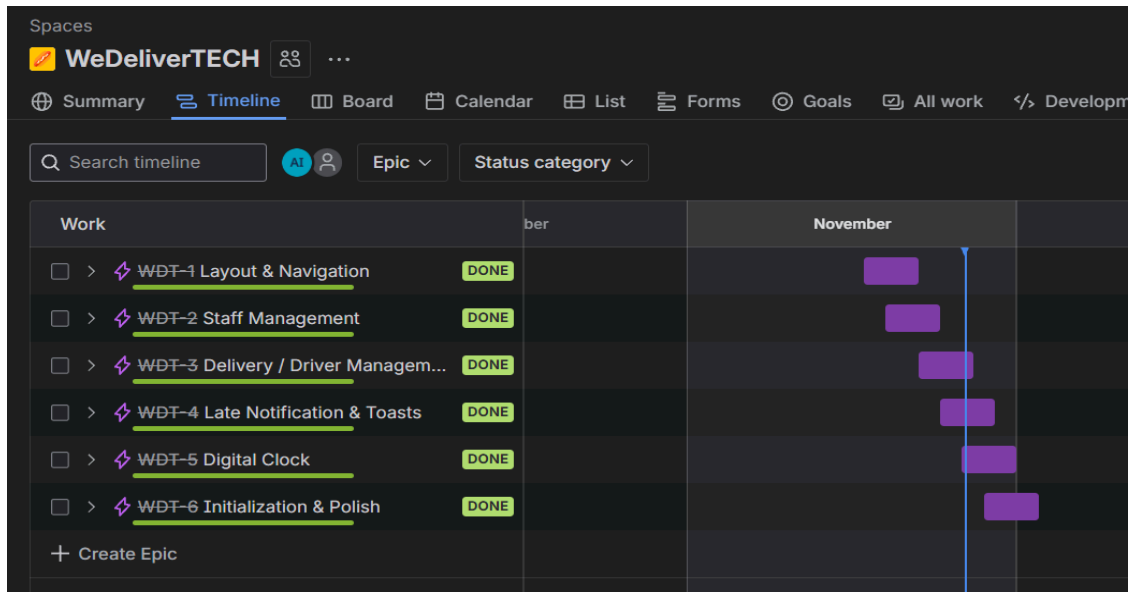 Spaces
WeDeliverTECH
Summary Timeline Board Calendar List Forms Goals All work Developm
Search timeline AI Epic Status category
Work ber November
WDT-1 Layout & Navigation DONE
WDT-2 Staff Management DONE
WDT-3 Delivery / Driver Managem... DONE
WDT-4 Late Notification & Toasts DONE
WDT-5 Digital Clock DONE
WDT-6 Initialization & Polish DONE
Create Epic